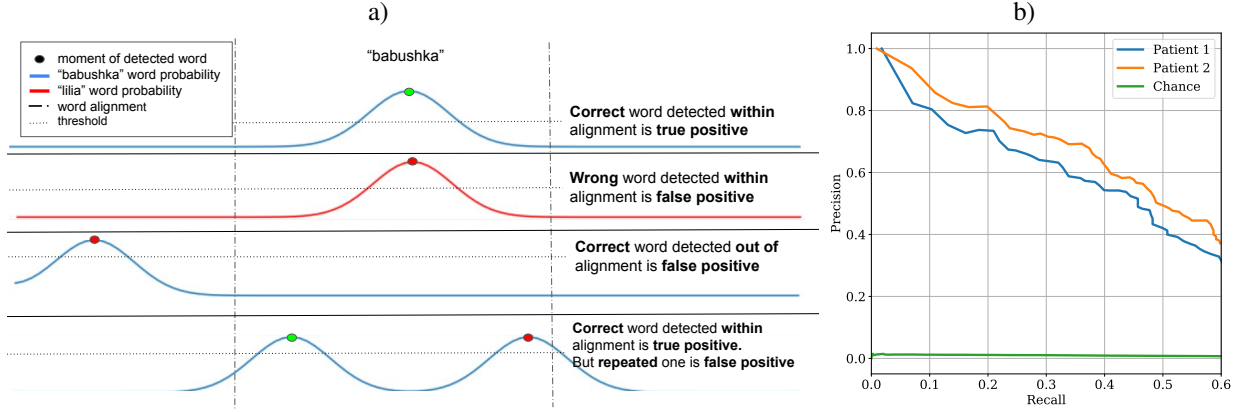 a)
moment of detected word
“babushka” word probability
“lilia” word probability
word alignment
threshold
“babushka”
Correct word detected within
alignment is true positive
Wrong word detected within
alignment is false positive
Correct word detected out of
alignment is false positive
Correct word detected within
alignment is true positive.
But repeated one is false positive
b)
Patient 1
Patient 2
Chance
Precision
1.0
0.8
0.6
0.4
0.2
0.0
0.0 0.1 0.2 0.3 0.4 0.5 0.6
Recall